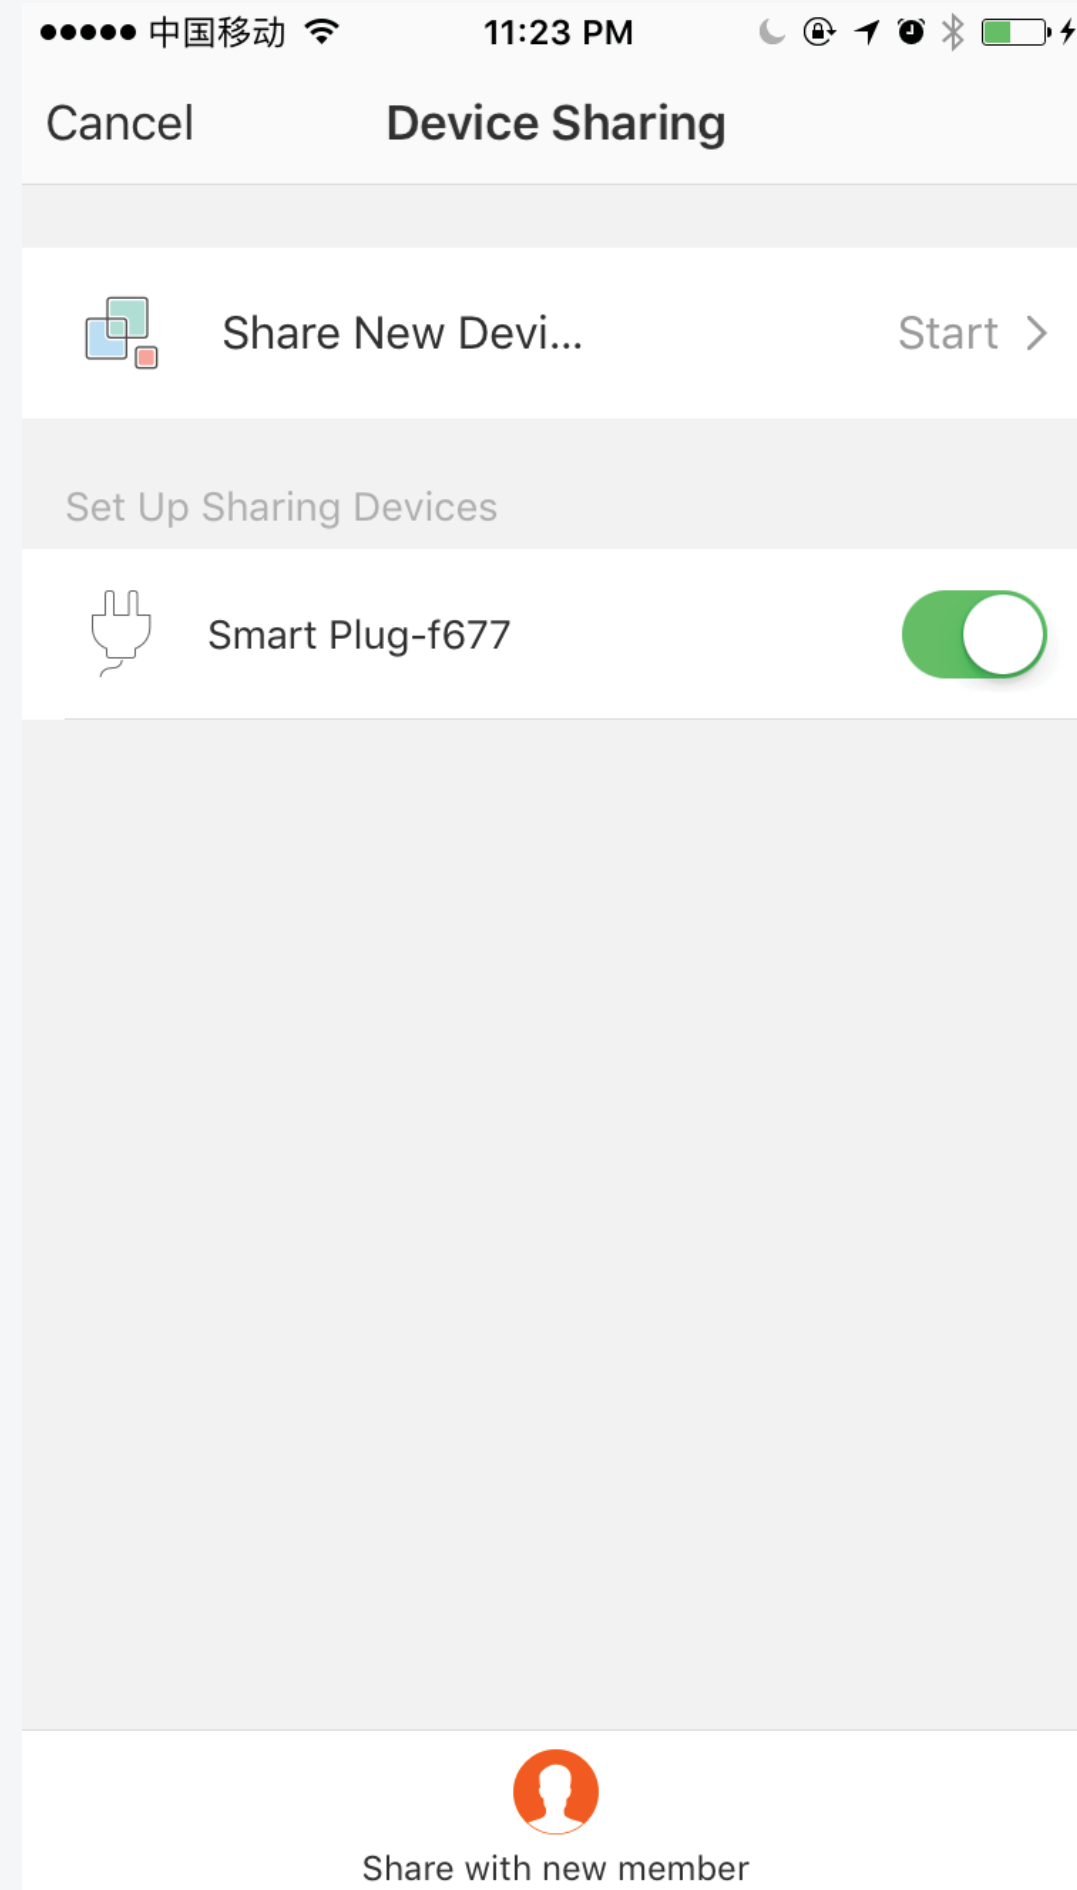 中国移动 11:23 PM
Cancel Device Sharing
Share New Devi... Start
Set Up Sharing Devices
Smart Plug-f677
Share with new member